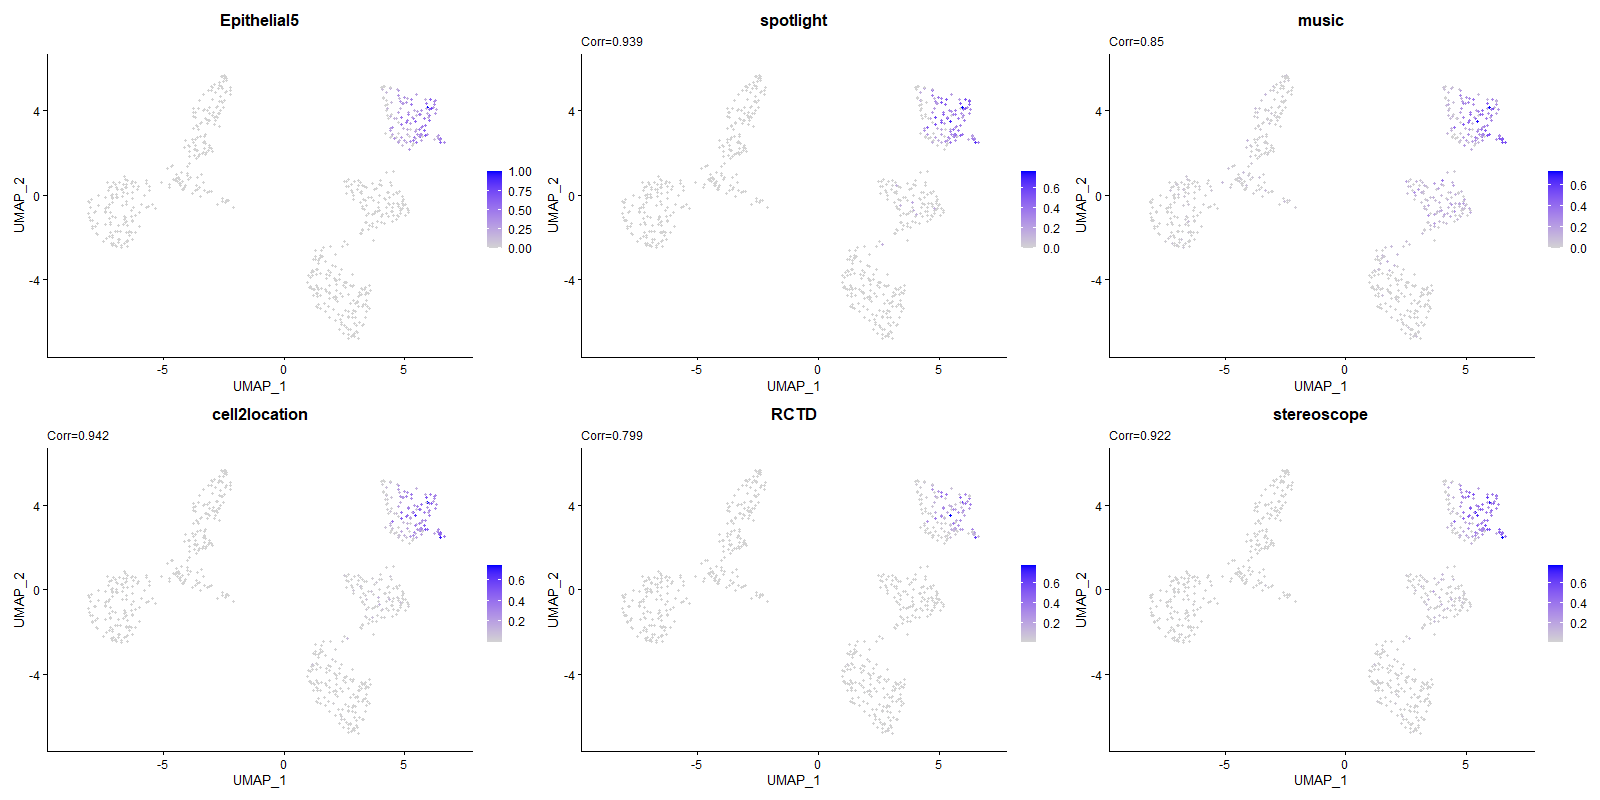 Epithelial5
4
0
-4
UMAP_2
-5
0
5
UMAP_1
1.00
0.75
0.50
0.25
0.00
spotlight
Corr=0.939
UMAP_2
-5
0
5
UMAP_1
4
0
-4
0.6
0.4
0.2
0.0
music
Corr=0.85
UMAP_2
4
0
-4
-5
0
5
UMAP_1
0.6
0.4
0.2
0.0
cell2location
Corr=0.942
UMAP_2
4
0
-4
-5
0
5
UMAP_1
0.6
0.4
0.2
RCTD
Corr=0.799
UMAP_2
4
0
-4
-5
0
5
UMAP_1
0.6
0.4
0.2
stereoscope
Corr=0.922
UMAP_2
4
0
-4
-5
0
5
UMAP_1
0.6
0.4
0.2